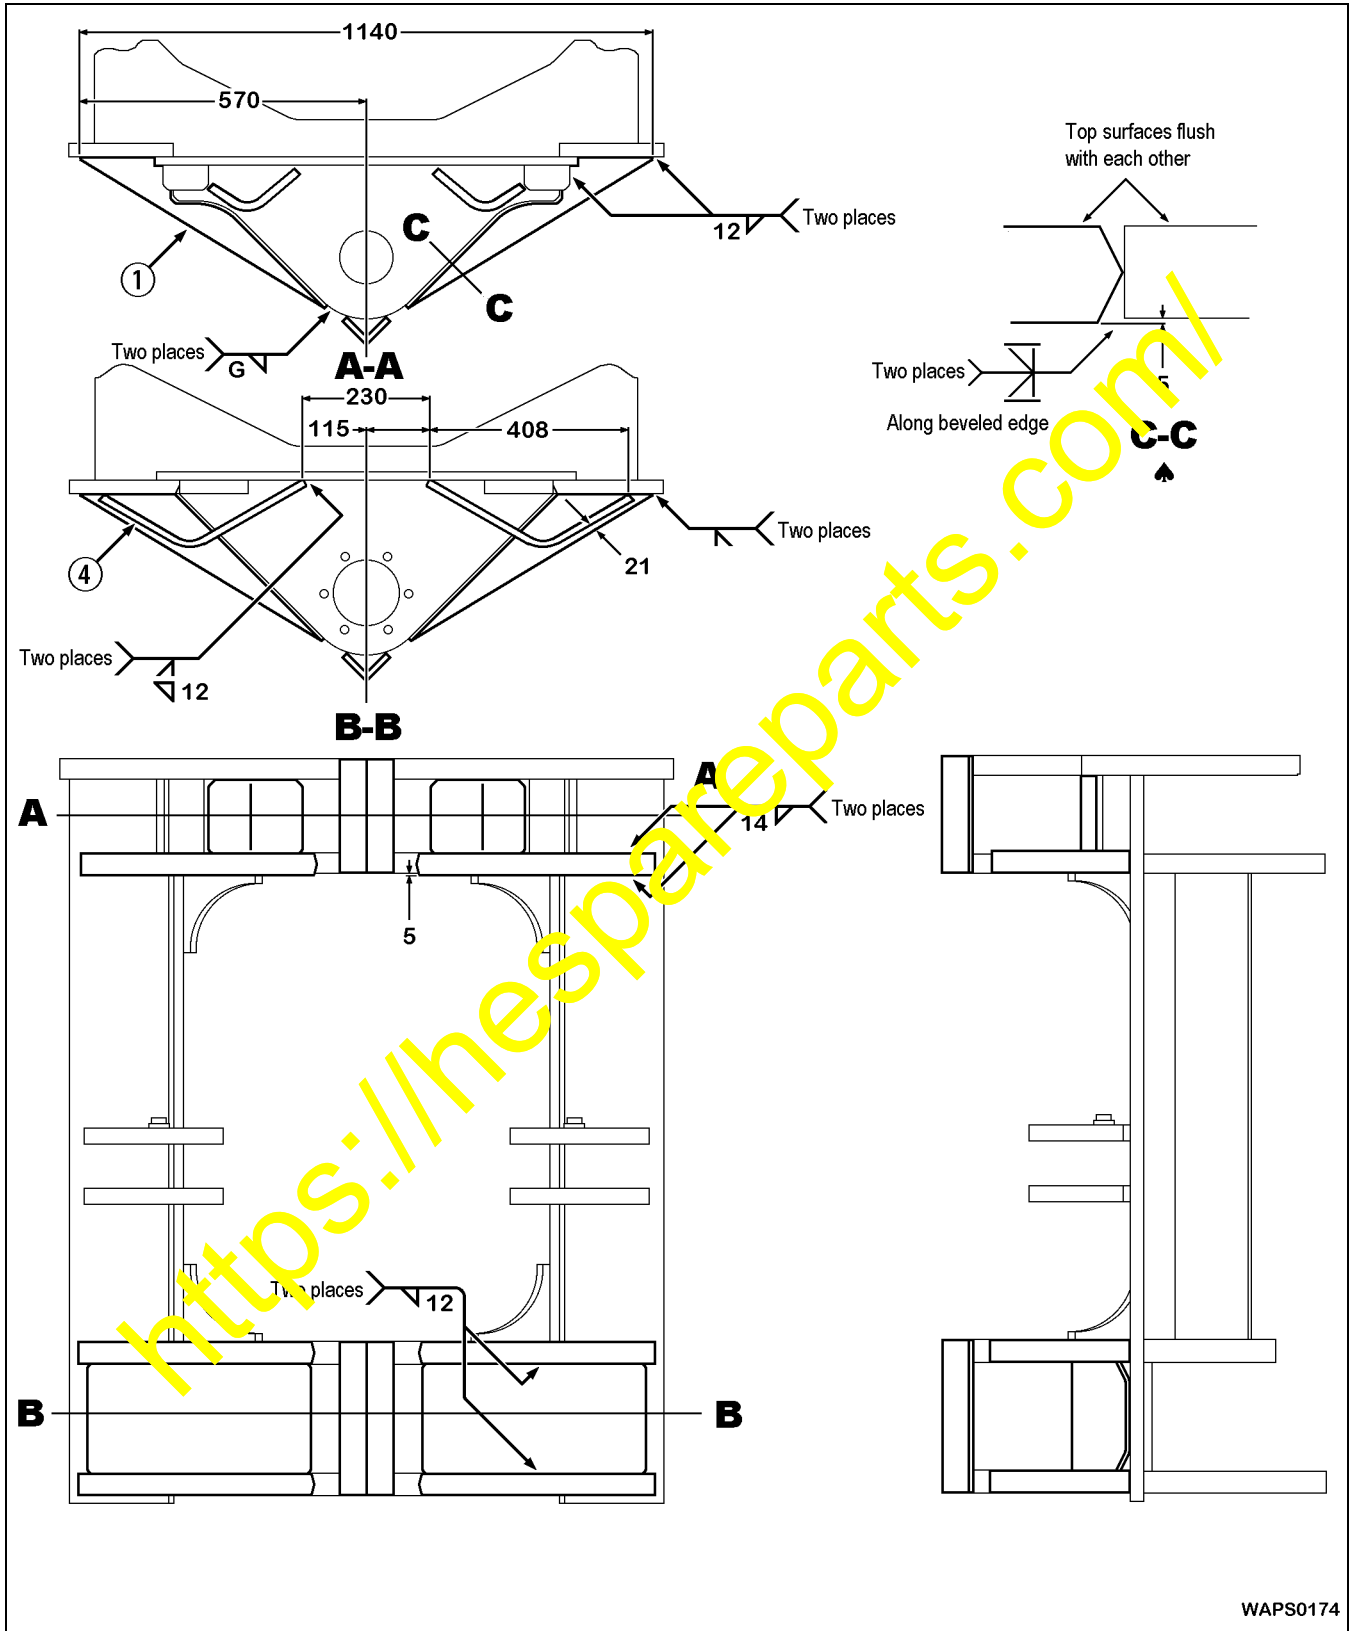 1140
570
Top surfaces flush
with each other
C
12
Two places
1
C
Two places
G
A-A
Two places
5
Along beveled edge
C-C
230
115
408
Two places
4
21
Two places
12
B-B
A
A
14
Two places
5
https://hespareparts.com/
Two places
12
B
B
WAPS0174